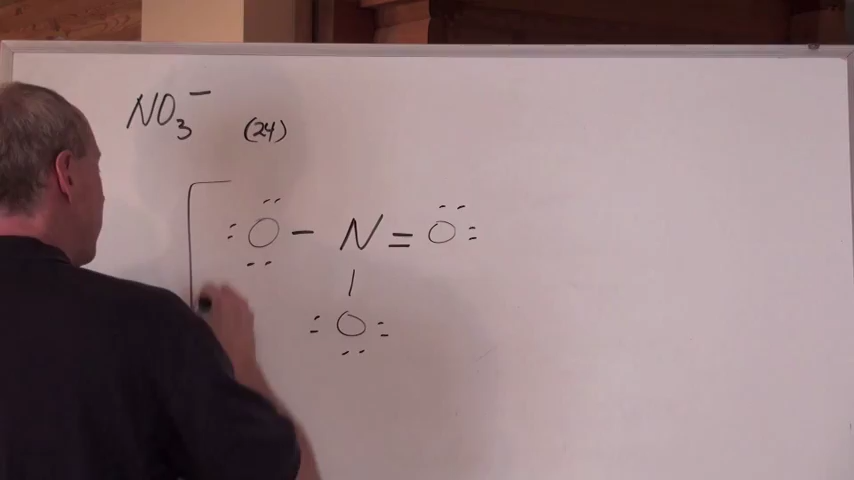 NO₃⁻ (24)
:Ö̤ - N = Ö:
|
:O̤: